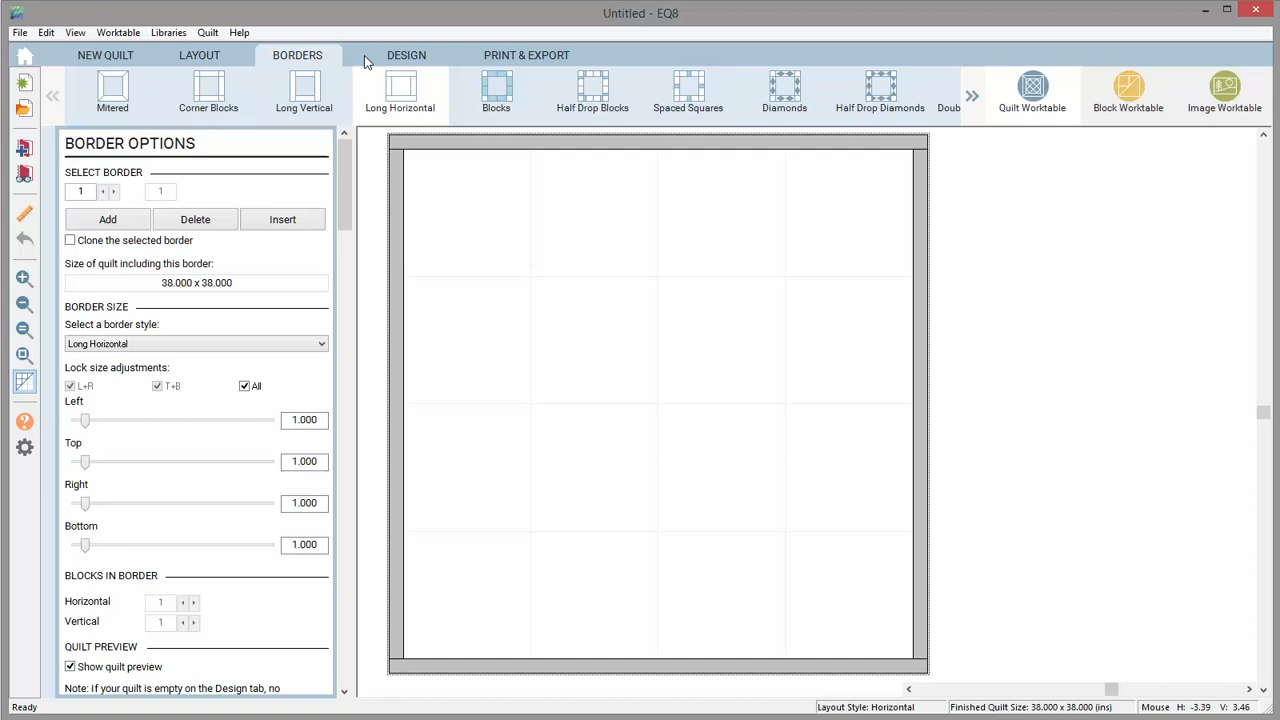 Untitled - EQ8
File Edit View Worktable Libraries Quilt Help
NEW QUILT LAYOUT BORDERS DESIGN PRINT & EXPORT
Mitered Corner Blocks Long Vertical Long Horizontal Blocks Half Drop Blocks Spaced Squares Diamonds Half Drop Diamonds Doub Quilt Worktable Block Worktable Image Worktable
BORDER OPTIONS
SELECT BORDER
1 1
Add Delete Insert
Clone the selected border
Size of quilt including this border:
38.000 x 38.000
BORDER SIZE
Select a border style:
Long Horizontal
Lock size adjustments:
L+R T+B All
Left
1.000
Top
1.000
Right
1.000
Bottom
1.000
BLOCKS IN BORDER
Horizontal 1
Vertical 1
QUILT PREVIEW
Show quilt preview
Note: If your quilt is empty on the Design tab, no
Ready Layout Style: Horizontal Finished Quilt Size: 38.000 x 38.000 (ins) Mouse H: -3.39 V: 3.46